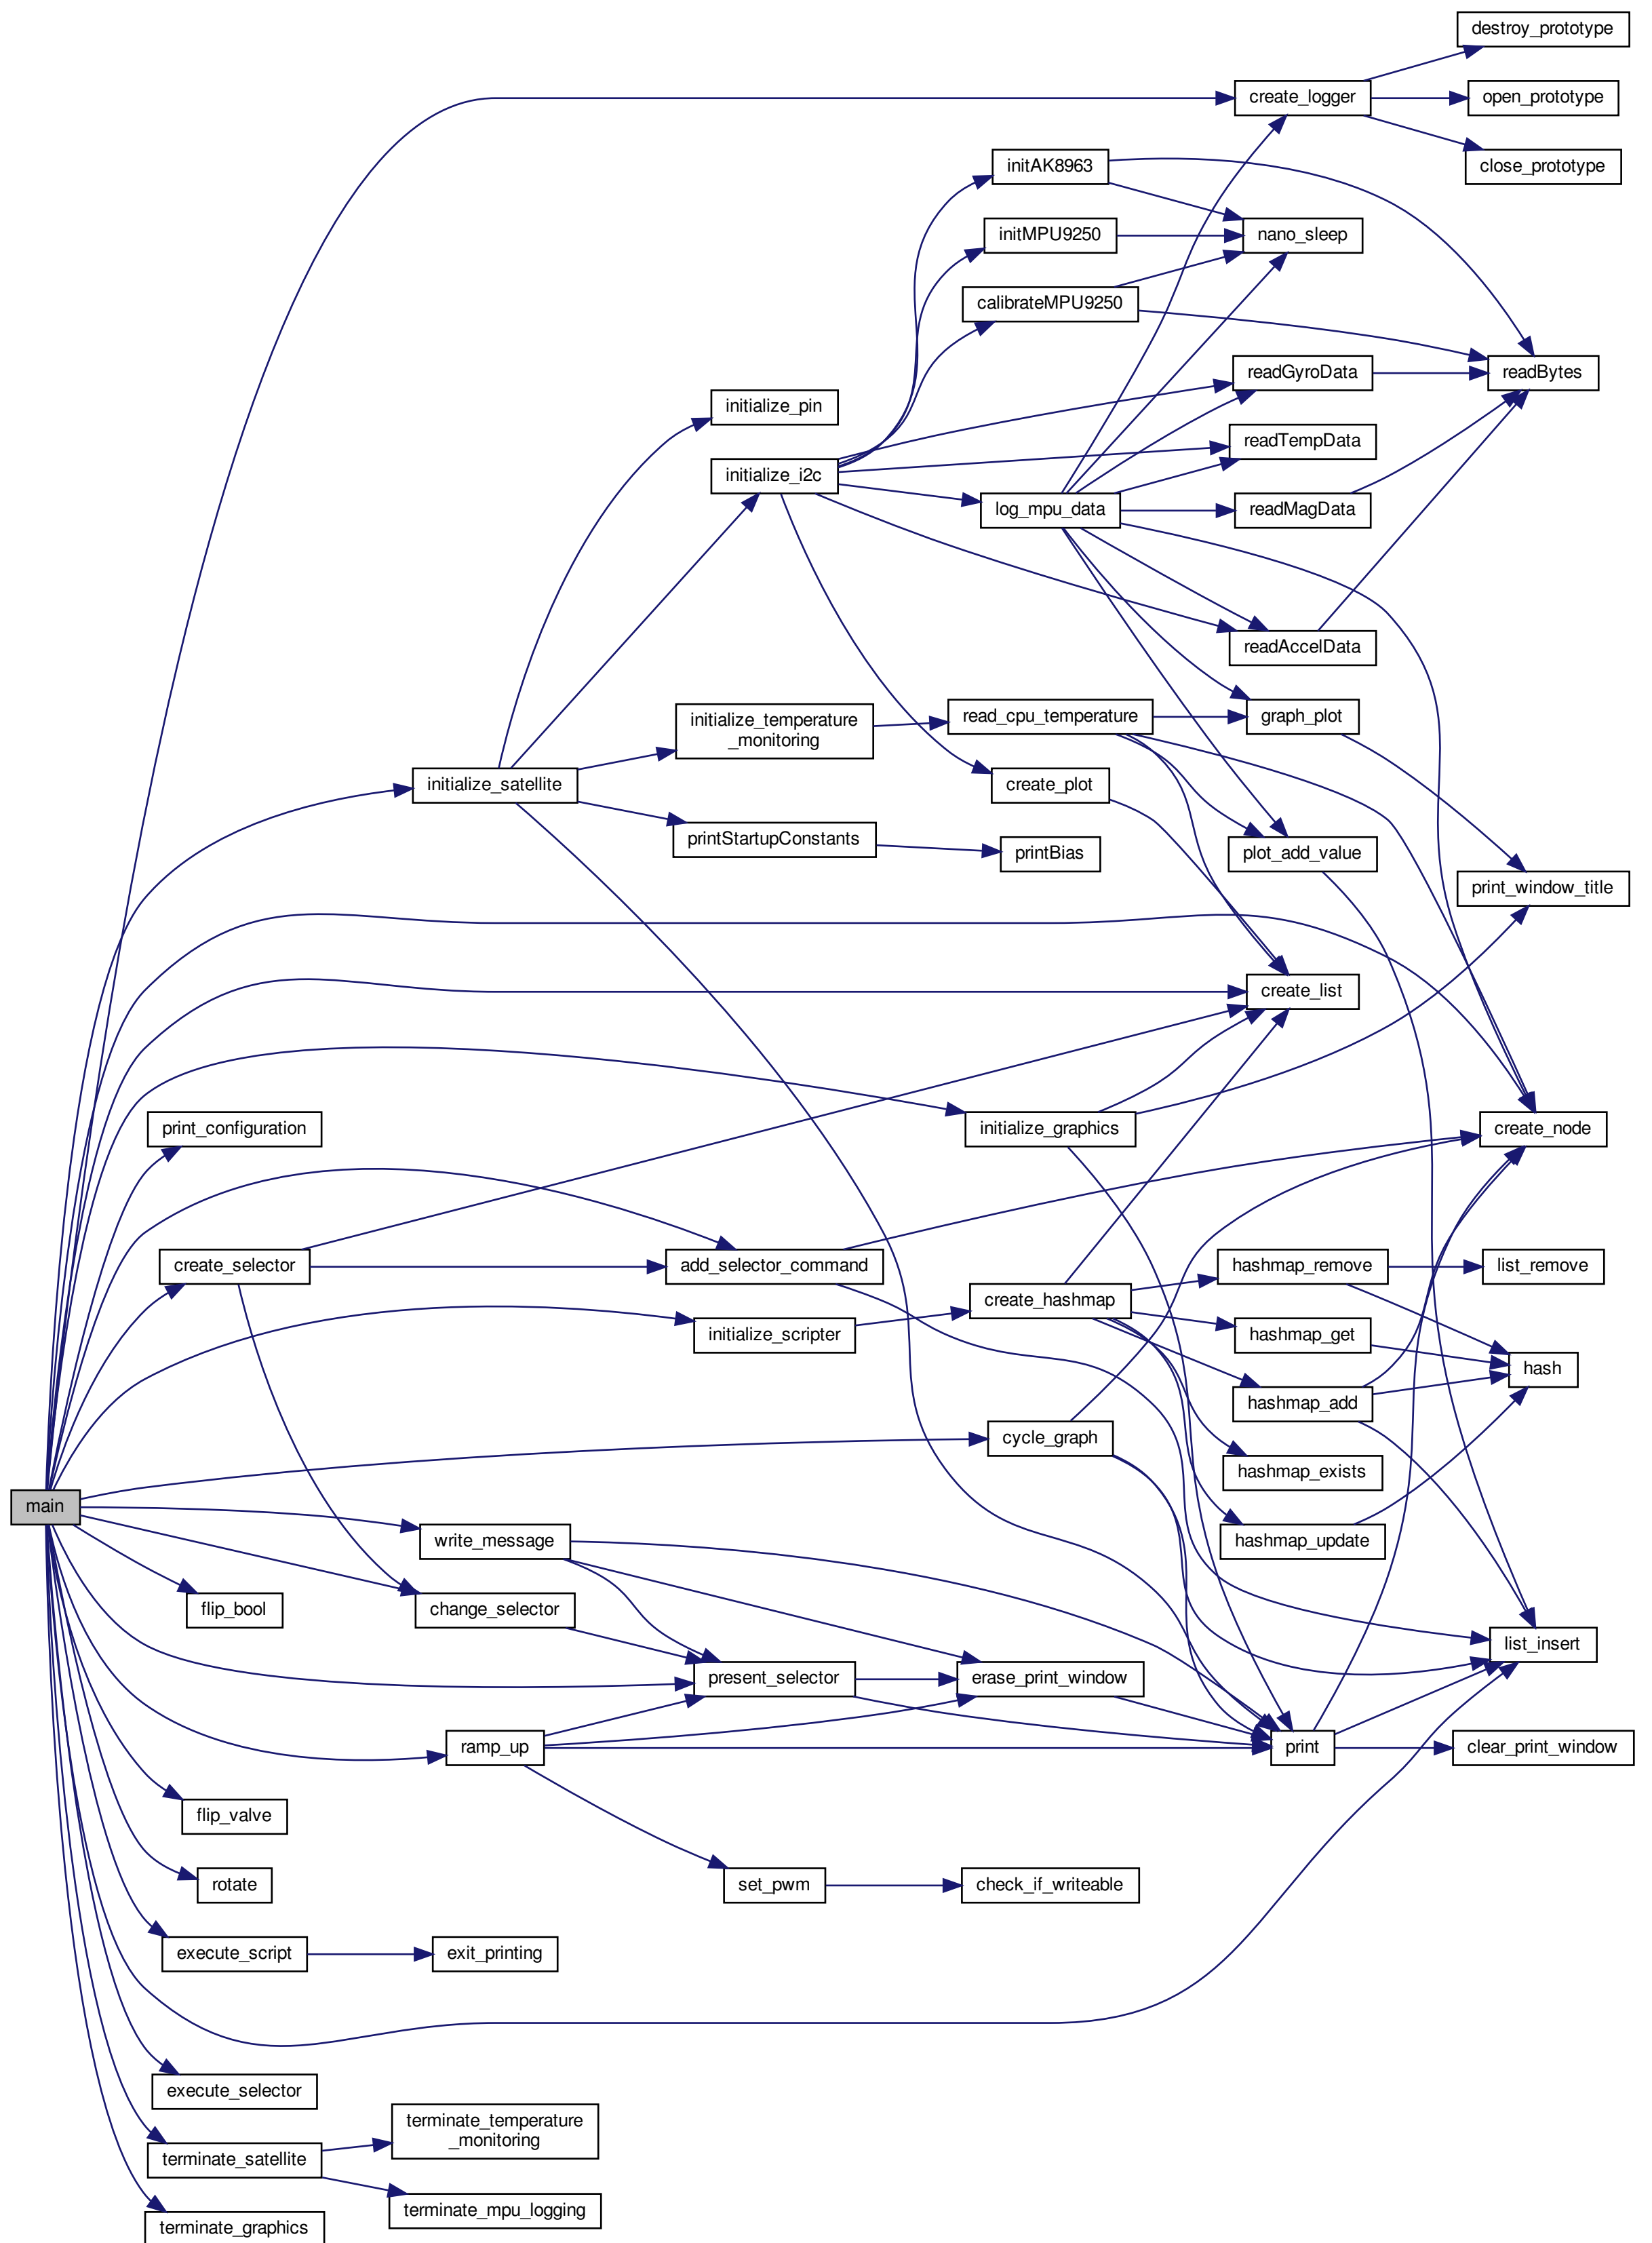 destroy_prototype
create_logger
open_prototype
close_prototype
initAK8963
initMPU9250
nano_sleep
calibrateMPU9250
readGyroData
readBytes
initialize_pin
readTempData
initialize_i2c
log_mpu_data
readMagData
readAccelData
initialize_temperature
_monitoring
read_cpu_temperature
graph_plot
initialize_satellite
create_plot
printStartupConstants
printBias
plot_add_value
print_window_title
create_list
print_configuration
initialize_graphics
create_node
create_selector
add_selector_command
hashmap_remove
list_remove
create_hashmap
initialize_scripter
hashmap_get
hash
hashmap_add
cycle_graph
hashmap_exists
main
write_message
hashmap_update
flip_bool
change_selector
list_insert
present_selector
erase_print_window
ramp_up
print
clear_print_window
flip_valve
rotate
set_pwm
check_if_writeable
execute_script
exit_printing
execute_selector
terminate_temperature
_monitoring
terminate_satellite
terminate_mpu_logging
terminate_graphics